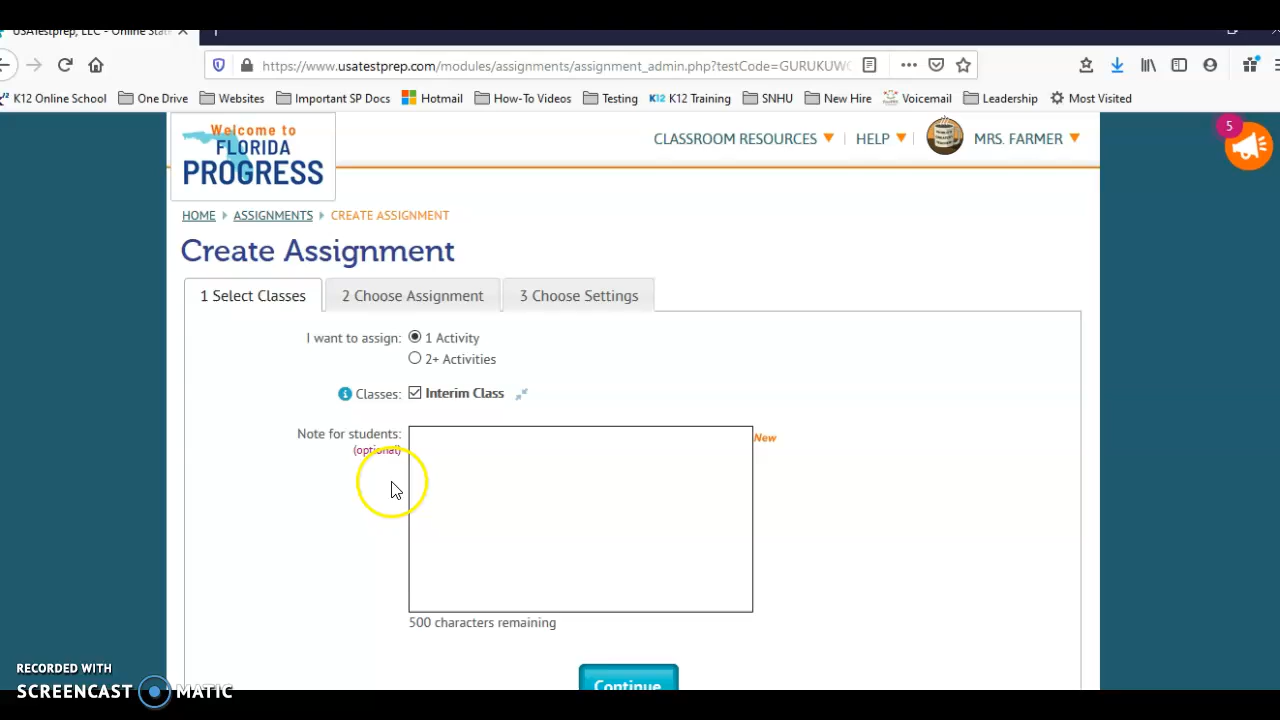 USATestprep, LLC - Online State
https://www.usatestprep.com/modules/assignments/assignment_admin.php?testCode=GURUKUWC
K12 Online School One Drive Websites Important SP Docs Hotmail How-To Videos Testing K12 K12 Training SNHU New Hire Voicemail Leadership Most Visited
Welcome to
FLORIDA
PROGRESS
CLASSROOM RESOURCES HELP MRS. FARMER
5
HOME ASSIGNMENTS CREATE ASSIGNMENT
Create Assignment
1 Select Classes 2 Choose Assignment 3 Choose Settings
I want to assign: 1 Activity
2+ Activities
Classes: Interim Class
Note for students: New
(optional)
500 characters remaining
Continue
RECORDED WITH
SCREENCAST MATIC